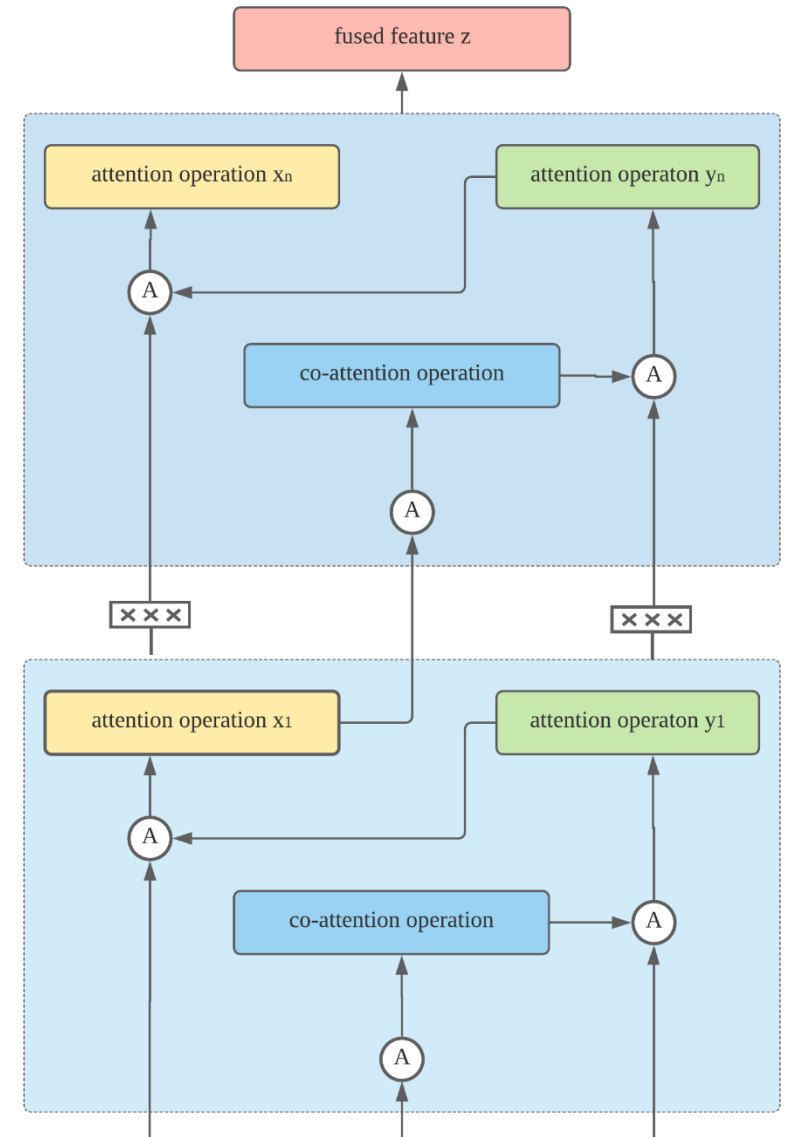 fused feature z
attention operation xn
attention operaton yn
A
co-attention operation
A
A
attention operation x1
attention operaton y1
A
co-attention operation
A
A